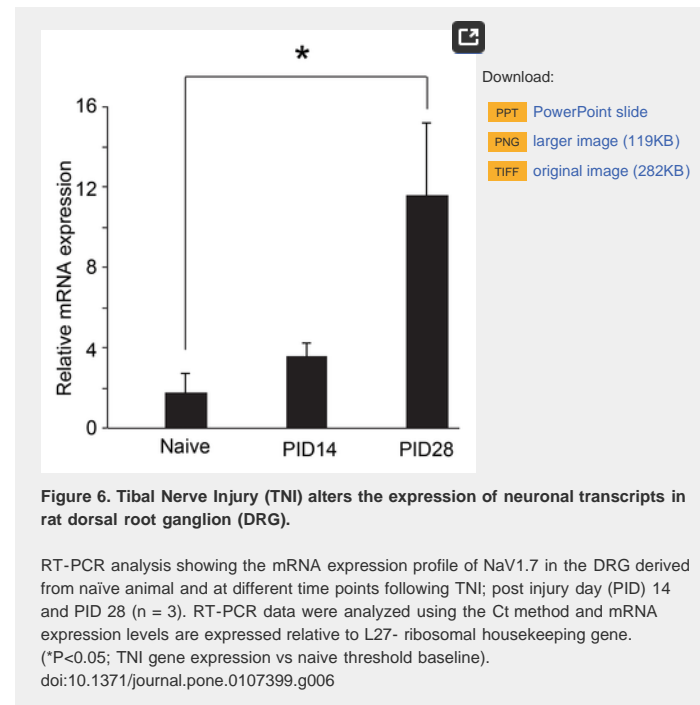 *
Download:
PPT PowerPoint slide
PNG larger image (119KB)
TIFF original image (282KB)
Relative mRNA expression
16
12
8
4
0
Naive PID14 PID28
Figure 6. Tibal Nerve Injury (TNI) alters the expression of neuronal transcripts in
rat dorsal root ganglion (DRG).
RT-PCR analysis showing the mRNA expression profile of NaV1.7 in the DRG derived
from naïve animal and at different time points following TNI; post injury day (PID) 14
and PID 28 (n = 3). RT-PCR data were analyzed using the Ct method and mRNA
expression levels are expressed relative to L27- ribosomal housekeeping gene.
(*P<0.05; TNI gene expression vs naive threshold baseline).
doi:10.1371/journal.pone.0107399.g006